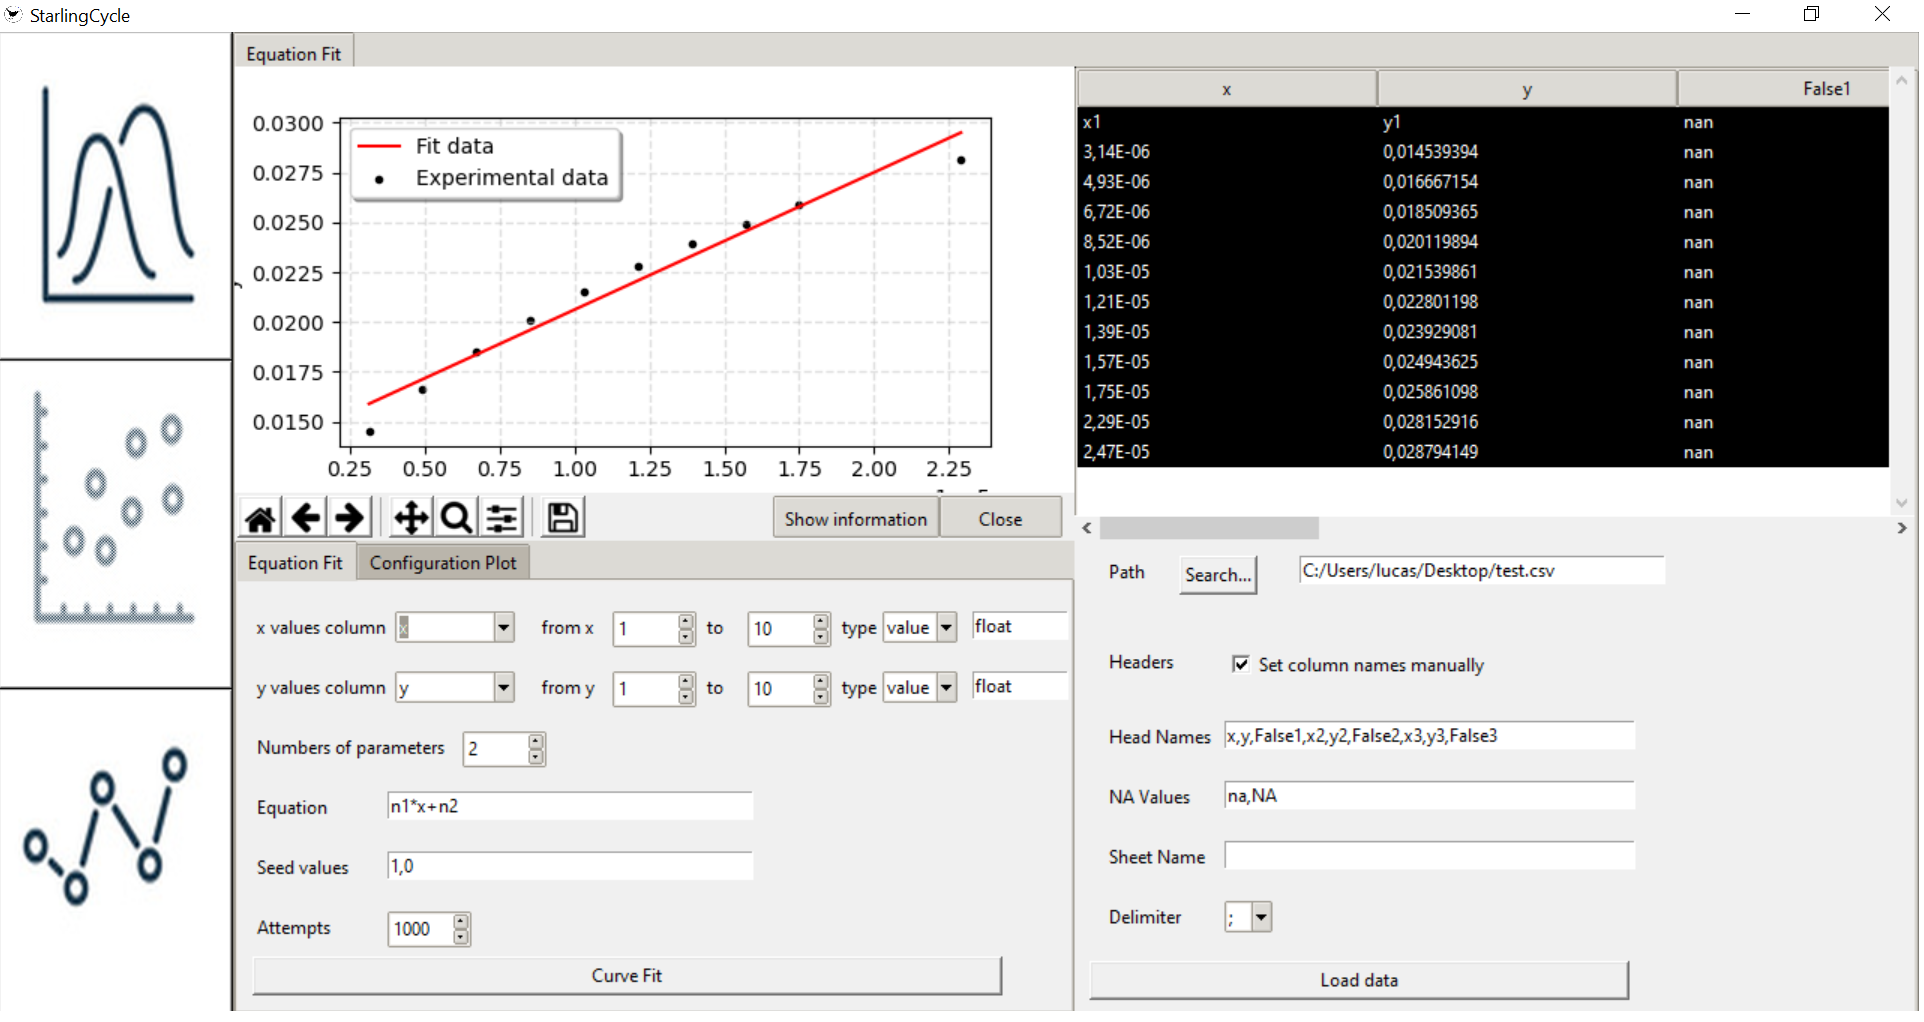 StarlingCycle
Equation Fit
0.0300
0.0275
0.0250
0.0225
0.0200
0.0175
0.0150
Fit data
Experimental data
0.25 0.50 0.75 1.00 1.25 1.50 1.75 2.00 2.25
Show information Close
x y False1
x1 y1 nan
3,14E-06 0,014539394 nan
4,93E-06 0,016667154 nan
6,72E-06 0,018509365 nan
8,52E-06 0,020119894 nan
1,03E-05 0,021539861 nan
1,21E-05 0,022801198 nan
1,39E-05 0,023929081 nan
1,57E-05 0,024943625 nan
1,75E-05 0,025861098 nan
2,29E-05 0,028152916 nan
2,47E-05 0,028794149 nan
Equation Fit Configuration Plot
x values column x from x 1 to 10 type value float
y values column y from y 1 to 10 type value float
Numbers of parameters 2
Equation n1*x+n2
Seed values 1,0
Attempts 1000
Curve Fit
Path Search... C:/Users/lucas/Desktop/test.csv
Headers Set column names manually
Head Names x,y,False1,x2,y2,False2,x3,y3,False3
NA Values na,NA
Sheet Name
Delimiter ;
Load data